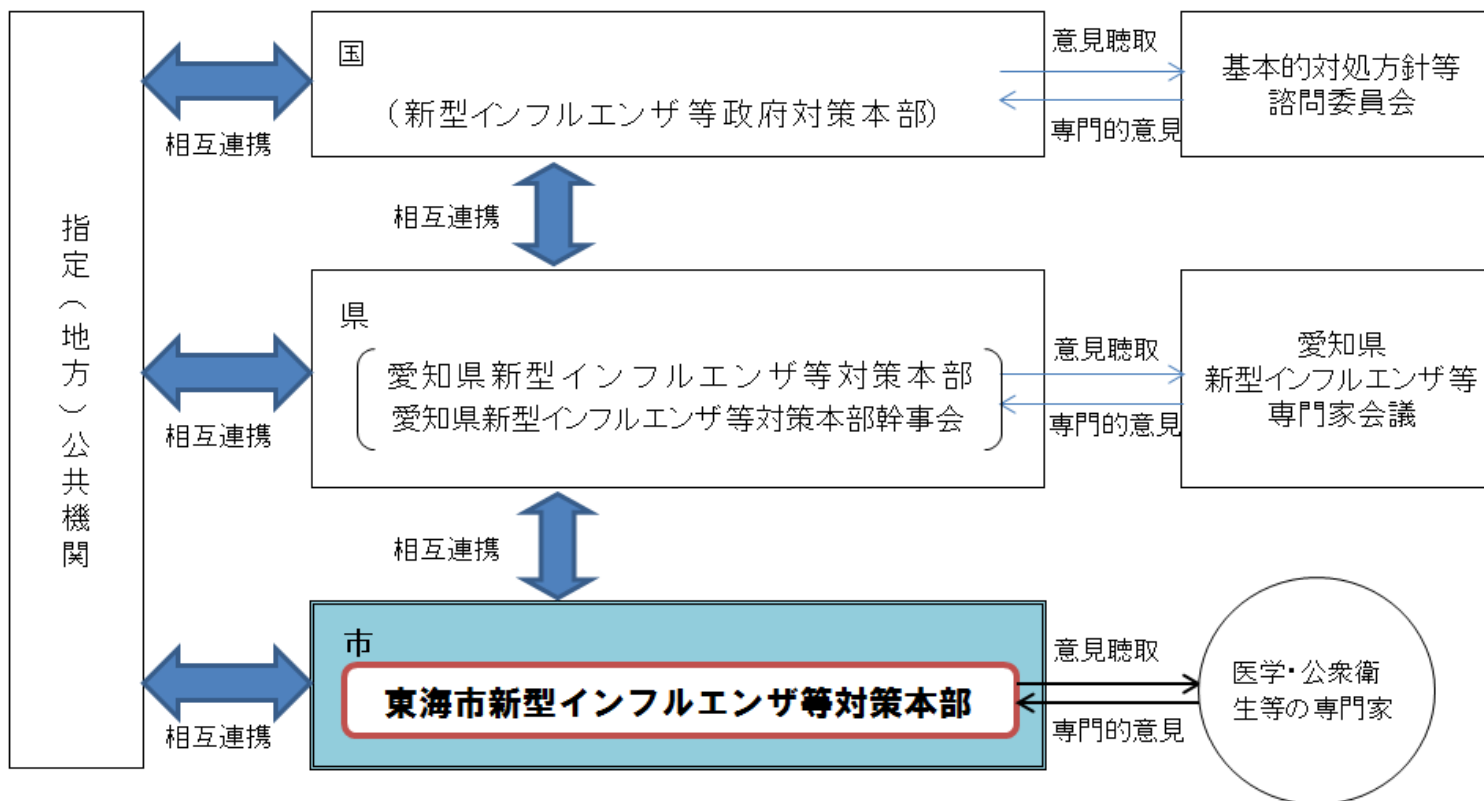 指定（地方）公共機関
相互連携
国
（新型インフルエンザ等政府対策本部）
意見聴取
専門的意見
基本的対処方針等
諮問委員会
相互連携
相互連携
県
愛知県新型インフルエンザ等対策本部
愛知県新型インフルエンザ等対策本部幹事会
意見聴取
専門的意見
愛知県
新型インフルエンザ等
専門家会議
相互連携
相互連携
市
東海市新型インフルエンザ等対策本部
意見聴取
専門的意見
医学・公衆衛
生等の専門家